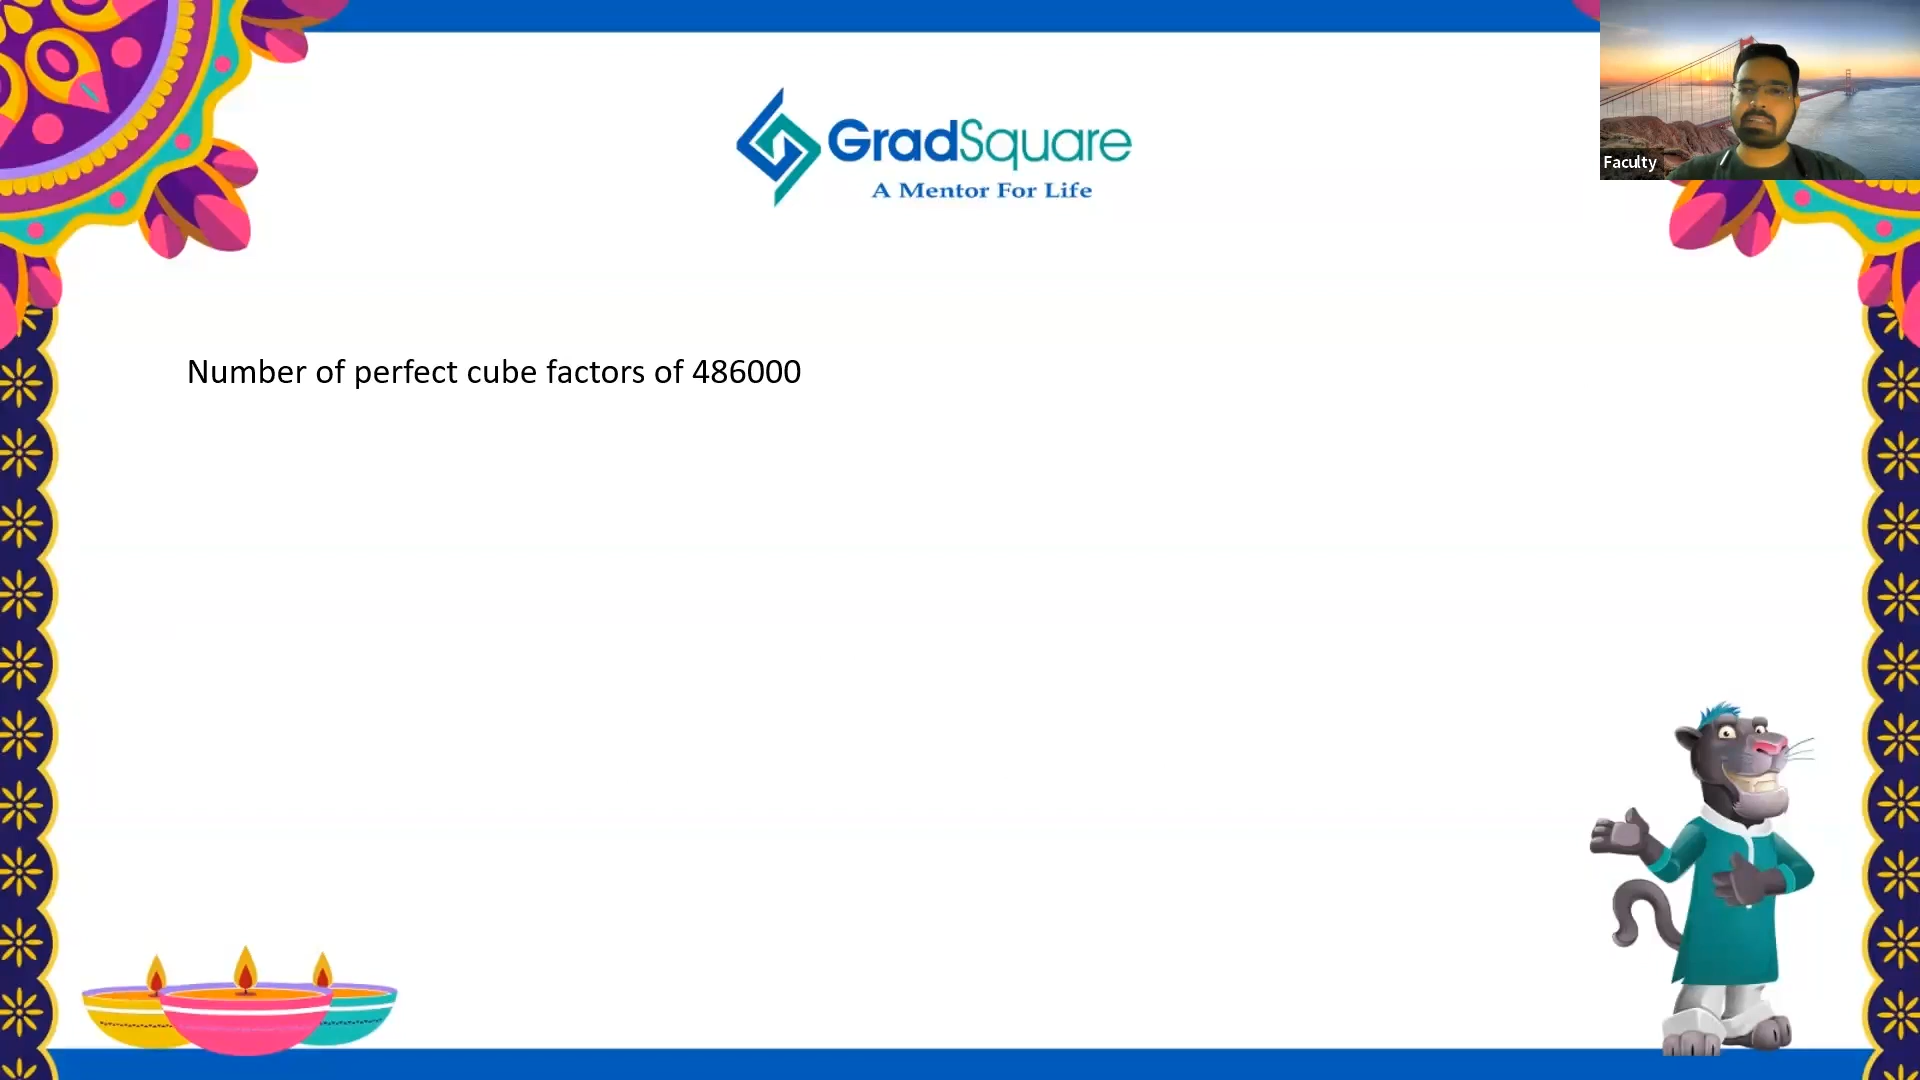 GradSquare
A Mentor For Life
Faculty
Number of perfect cube factors of 486000